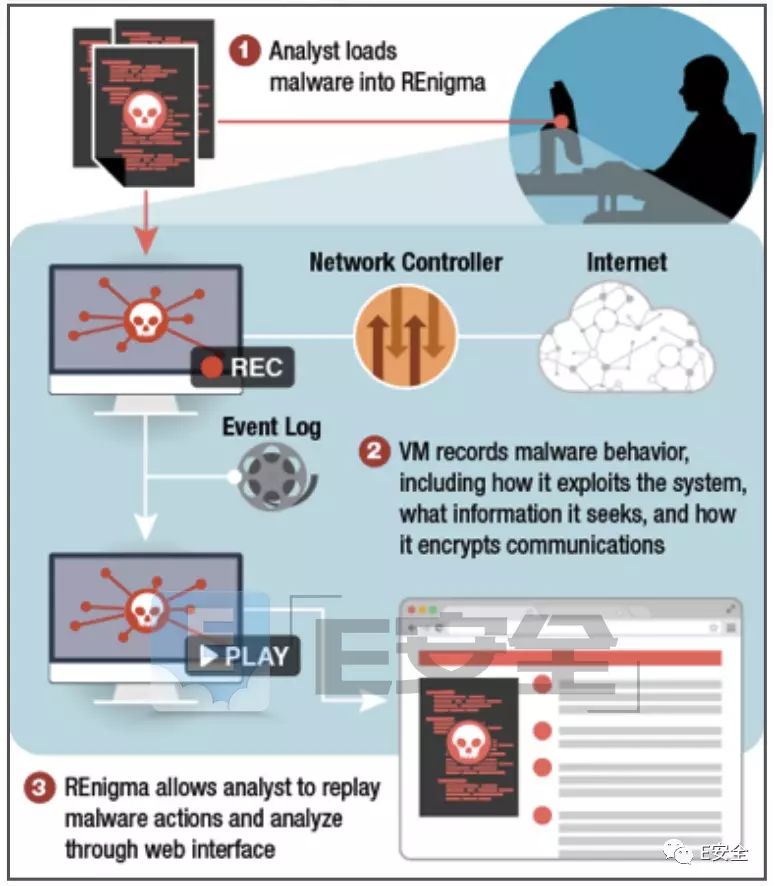 1 Analyst loads
malware into REnigma
Network Controller
Internet
REC
Event Log
2 VM records malware behavior,
including how it exploits the system,
what information it seeks, and how
it encrypts communications
PLAY
「E安全」
3 REnigma allows analyst to replay
malware actions and analyze
through web interface
E安全